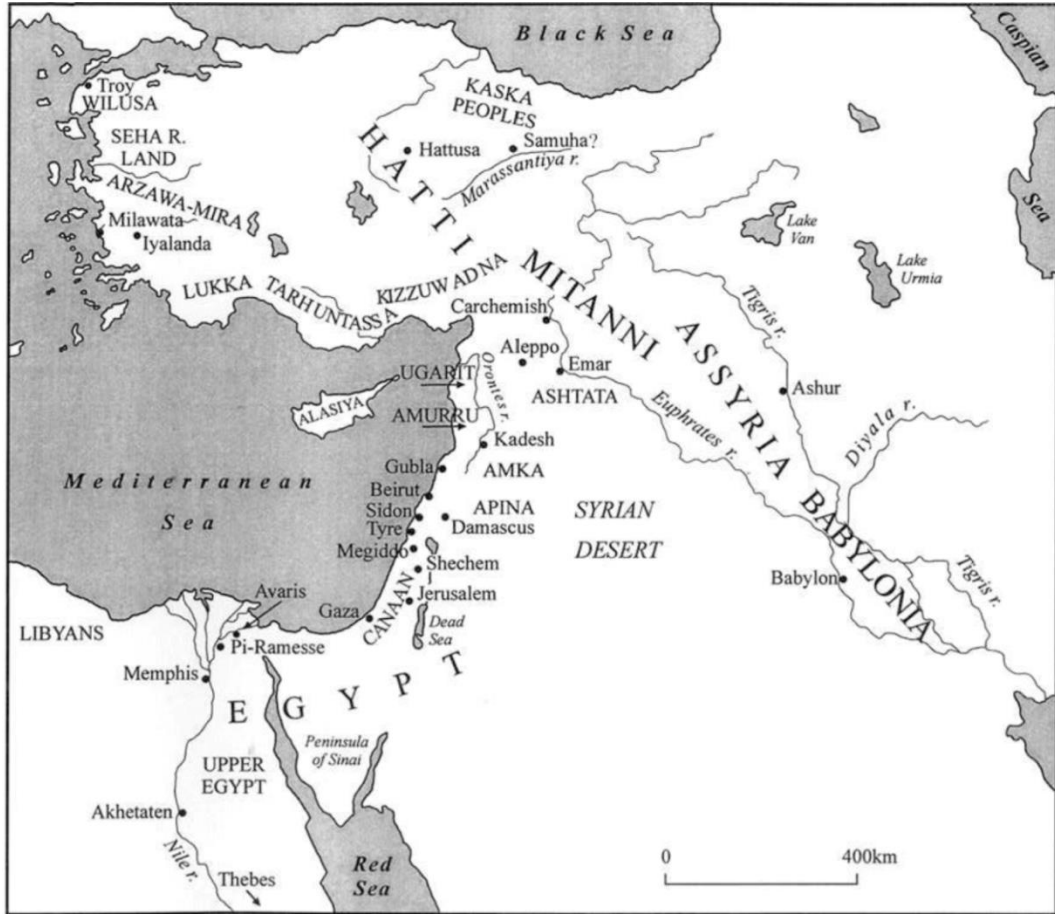 Black Sea
Caspian
Sea
Troy
WILUSA
KASKA
PEOPLES
SEHA R.
LAND
HATTI
Hattusa
Samuha?
Marassantiya r.
ARZAWA-MIRA
Milawata
Iyalanda
Lake
Van
Lake
Urmia
LUKKA
TARHUNTASSA
KIZZUWADNA
MITANNI
Carchemish
ASSYRIA
Tigris r.
Aleppo
Emar
UGARIT
Orontes r.
ASHTATA
Ashur
ALASIYA
AMURRU
Euphrates r.
Diyala r.
Kadesh
Gubla
AMKA
Mediterranean
Sea
Beirut
Sidon
APINA
Damascus
SYRIAN
DESERT
Tyre
Megiddo
Shechem
BABYLONIA
Babylon
Tigris r.
Avaris
Gaza
CANAAN
Jerusalem
Dead
Sea
LIBYANS
Pi-Ramesse
Memphis
EGYPT
Peninsula
of Sinai
UPPER
EGYPT
Akhetaten
Nile r.
Thebes
Red
Sea
0 400km